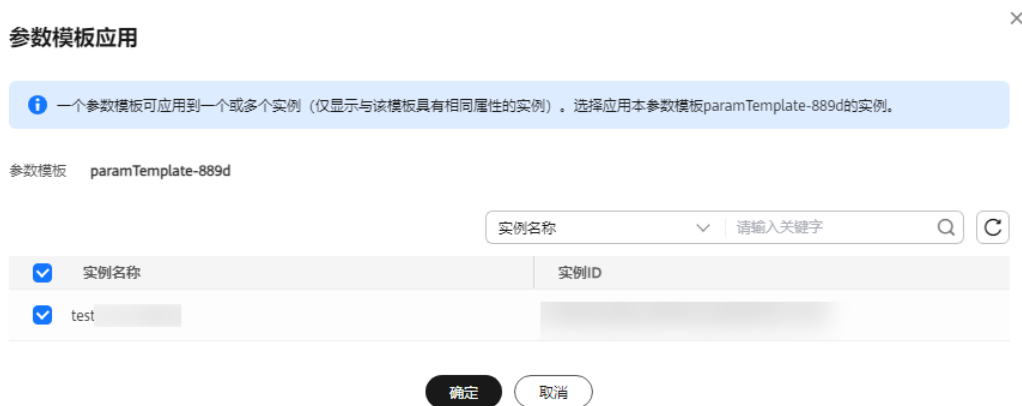 参数模板应用
一个参数模板可应用到一个或多个实例（仅显示与该模板具有相同属性的实例）。选择应用本参数模板paramTemplate-889d的实例。
参数模板 paramTemplate-889d
实例名称 请输入关键字
实例名称 实例ID
test
确定 取消